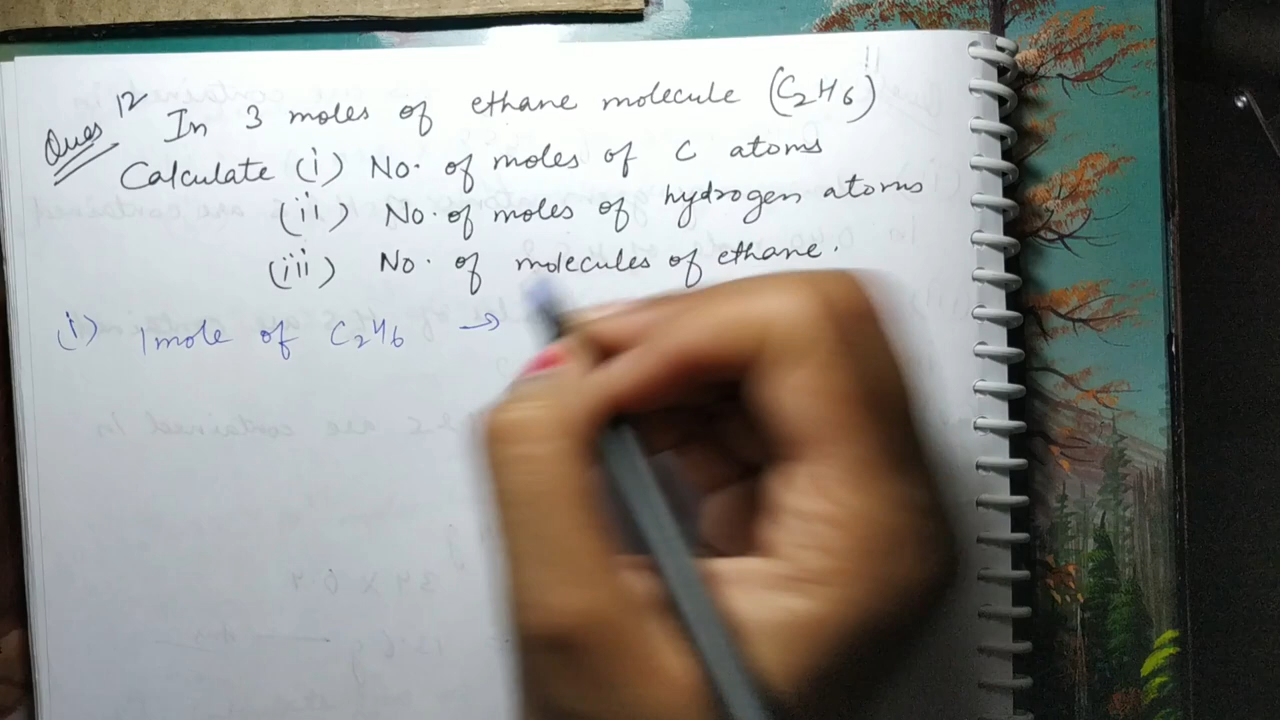 Ques 12 In 3 moles of ethane molecule (C2H6)
Calculate (i) No. of moles of C atoms
(ii) No. of moles of hydrogen atoms
(iii) No. of molecules of ethane.
(i) 1mole of C2H6 →